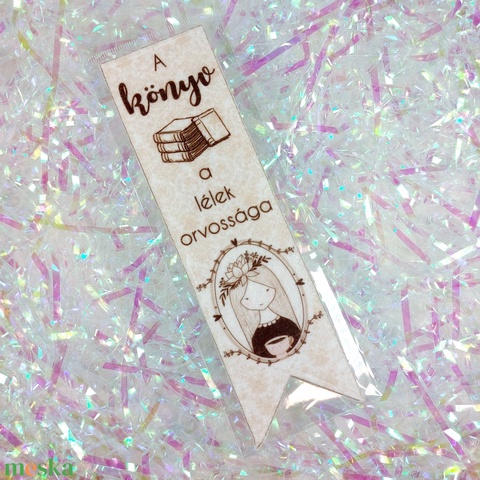 A
könyv
a
lélek
orvossága
meska